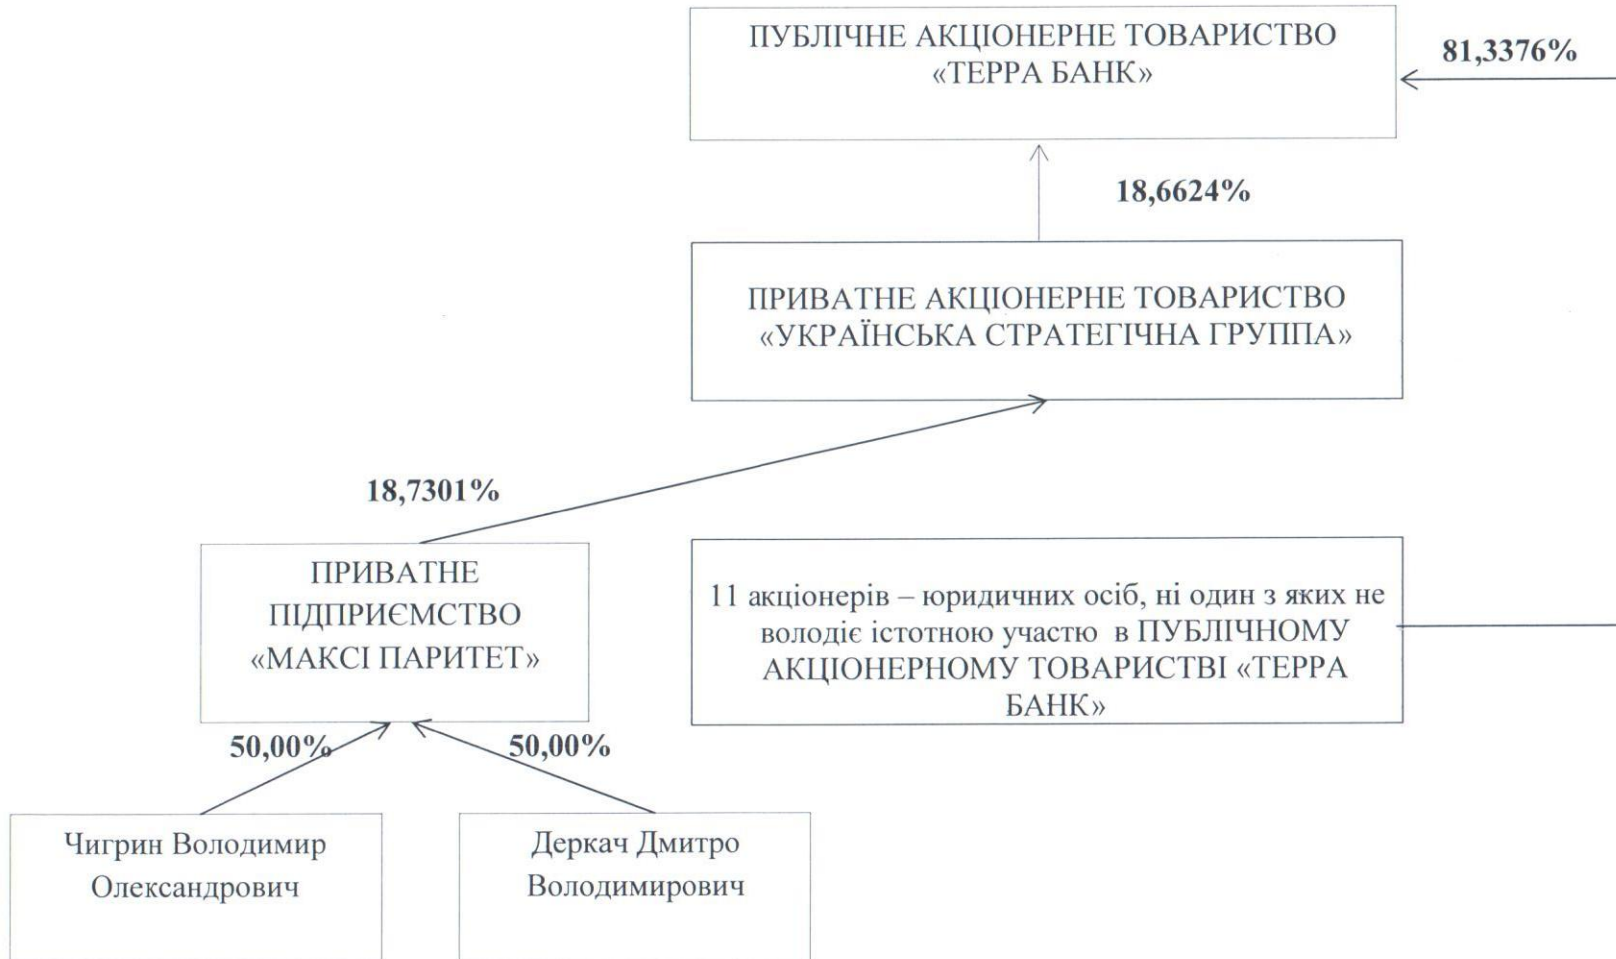 ПУБЛІЧНЕ АКЦІОНЕРНЕ ТОВАРИСТВО
«ТЕРРА БАНК»
81,3376%
18,6624%
ПРИВАТНЕ АКЦІОНЕРНЕ ТОВАРИСТВО
«УКРАЇНСЬКА СТРАТЕГІЧНА ГРУППА»
18,7301%
ПРИВАТНЕ
ПІДПРИЄМСТВО
«МАКСІ ПАРИТЕТ»
11 акціонерів – юридичних осіб, ні один з яких не
володіє істотною участю в ПУБЛІЧНОМУ
АКЦІОНЕРНОМУ ТОВАРИСТВІ «ТЕРРА
БАНК»
50,00%
50,00%
Чигрин Володимир
Олександрович
Деркач Дмитро
Володимирович